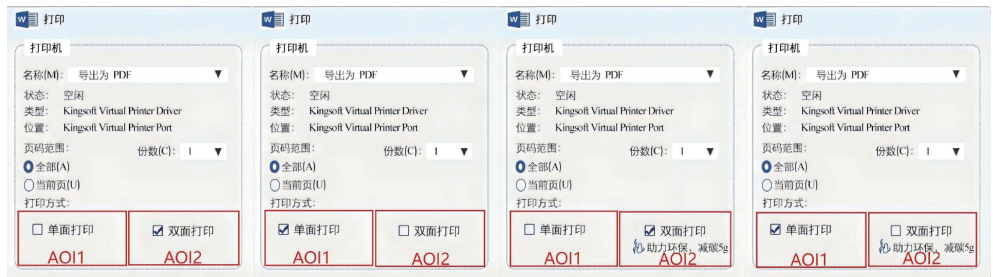 打印
打印机
名称(M): 导出为 PDF ▼
状态: 空闲
类型: Kingsoft Virtual Printer Driver
位置: Kingsoft Virtual Printer Port
页码范围: 份数(C): 1 ▼
全部(A)
当前页(U)
打印方式:
单面打印 双面打印
AOI1 AOI2
打印
打印机
名称(M): 导出为 PDF ▼
状态: 空闲
类型: Kingsoft Virtual Printer Driver
位置: Kingsoft Virtual Printer Port
页码范围: 份数(C): 1 ▼
全部(A)
当前页(U)
打印方式:
单面打印 双面打印
AOI1 AOI2
打印
打印机
名称(M): 导出为 PDF ▼
状态: 空闲
类型: Kingsoft Virtual Printer Driver
位置: Kingsoft Virtual Printer Port
页码范围: 份数(C): 1 ▼
全部(A)
当前页(U)
打印方式:
单面打印 双面打印
助力环保，减碳5g
AOI1 AOI2
打印
打印机
名称(M): 导出为 PDF ▼
状态: 空闲
类型: Kingsoft Virtual Printer Driver
位置: Kingsoft Virtual Printer Port
页码范围: 份数(C): 1 ▼
全部(A)
当前页(U)
打印方式:
单面打印 双面打印
助力环保，减碳5g
AOI1 AOI2